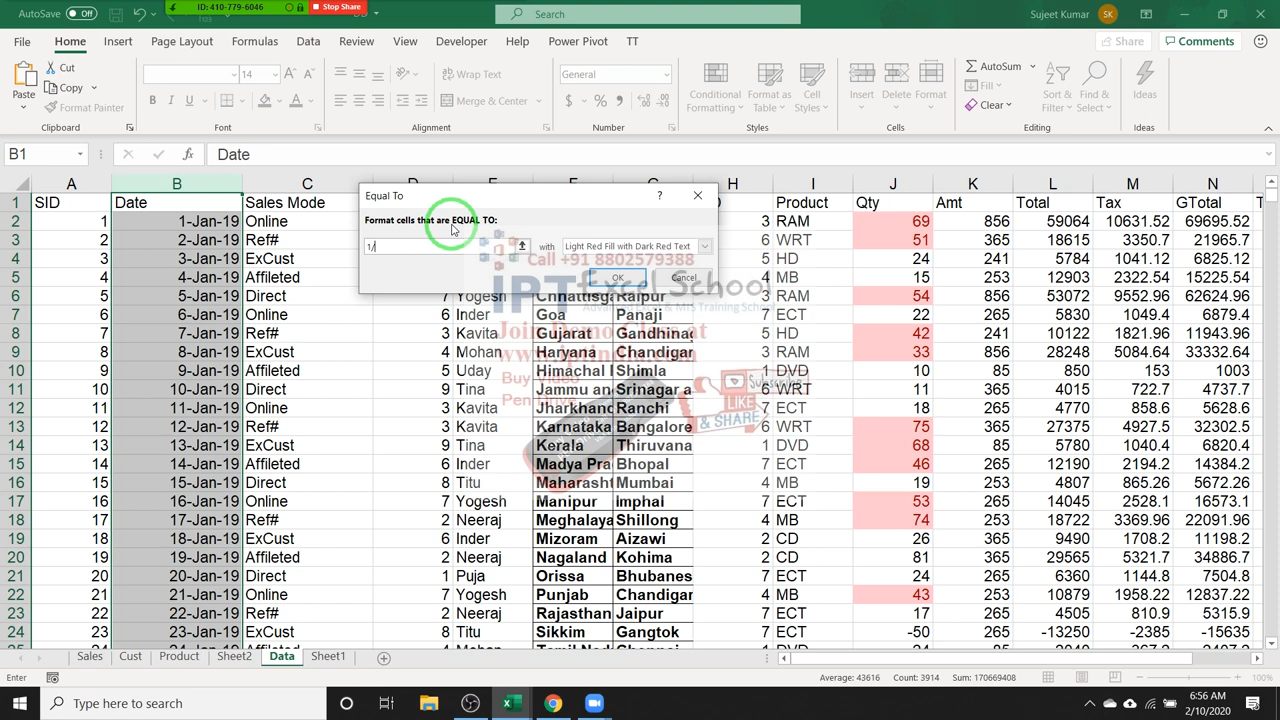 AutoSave Off
ID: 410-779-6046 Stop Share
Search
Sujeet Kumar SK
File Home Insert Page Layout Formulas Data Review View Developer Help Power Pivot TT
Share Comments
Paste Cut Copy Format Painter
14
Wrap Text
Merge & Center
General
Conditional Formatting
Format as Table
Cell Styles
Insert Delete Format
AutoSum Fill Clear
Sort & Filter
Find & Select
Ideas
Clipboard Font Alignment Number Styles Cells Editing Ideas
B1 Date
A B C D E F G H I J K L M N
1 SID Date Sales Mode Product Qty Amt Total Tax GTotal
2 1 1-Jan-19 Online 3 RAM 69 856 59064 10631.52 69695.52
3 2 2-Jan-19 Ref# 6 WRT 51 365 18615 3350.7 21965.7
4 3 3-Jan-19 ExCust 5 HD 24 241 5784 1041.12 6825.12
5 4 4-Jan-19 Affileted 4 MB 15 12903 2322.54 15225.54
6 5 5-Jan-19 Direct 7 Yogesh Chhattisga Raipur 3 RAM 54 856 53072 9552.96 62624.96
7 6 6-Jan-19 Online 6 Inder Goa Panaji 7 ECT 22 265 5830 1049.4 6879.4
8 7 7-Jan-19 Ref# 3 Kavita Gujarat Gandhina 5 HD 42 241 10122 1821.96 11943.96
9 8 8-Jan-19 ExCust 4 Mohan Haryana Chandigar 3 RAM 33 856 28248 5084.64 33332.64
10 9 9-Jan-19 Affileted 5 Uday Himachal Shimla 1 DVD 10 85 850 153 1003
11 10 10-Jan-19 Direct 9 Tina Jammu an Srinagar a 6 WRT 11 365 4015 722.7 4737.7
12 11 11-Jan-19 Online 3 Kavita Jharkhand Ranchi 7 ECT 18 265 4770 858.6 5628.6
13 12 12-Jan-19 Ref# 3 Kavita Karnataka Bangalore 6 WRT 75 365 27375 4927.5 32302.5
14 13 13-Jan-19 ExCust 9 Tina Kerala Thiruvana 1 DVD 68 85 5780 1040.4 6820.4
15 14 14-Jan-19 Affileted 3 Inder Madya Pra Bhopal 7 ECT 46 265 12190 2194.2 14384.2
16 15 15-Jan-19 Direct 8 Titu Maharasht Mumbai 4 MB 19 253 4807 865.26 5672.26
17 16 16-Jan-19 Online 7 Yogesh Manipur Imphal 7 ECT 53 265 14045 2528.1 16573.1
18 17 17-Jan-19 Ref# 8 Neeraj Meghalaya Shillong 4 MB 74 253 18722 3369.96 22091.96
19 18 18-Jan-19 ExCust 6 Inder Mizoram Aizawi 2 CD 26 365 9490 1708.2 11198.2
20 19 19-Jan-19 Affileted 2 Neeraj Nagaland Kohima 2 CD 81 365 29565 5321.7 34886.7
21 20 20-Jan-19 Direct 1 Puja Orissa Bhubanes 7 ECT 24 265 6360 1144.8 7504.8
22 21 21-Jan-19 Online 7 Yogesh Punjab Chandigar 4 MB 43 253 10879 1958.22 12837.22
23 22 22-Jan-19 Ref# 3 Neeraj Rajasthan Jaipur 7 ECT 17 265 4505 810.9 5315.9
24 23 23-Jan-19 ExCust 8 Titu Sikkim Gangtok 7 ECT -50 265 -13250 -2385 -15635
Equal To ?
Format cells that are EQUAL TO:
1/ with Light Red Fill with Dark Red Text
OK Cancel
Call +91 8802579388
IPT Excel School
Join Demo Class at
www.iptindia.com
Buy Video
Pen Drive
Subscribe
LIKE
& SHARE
Sales Cust Product Sheet2 Data Sheet1
Enter Average: 43616 Count: 3914 Sum: 170669408 100%
Type here to search
6:56 AM
2/10/2020